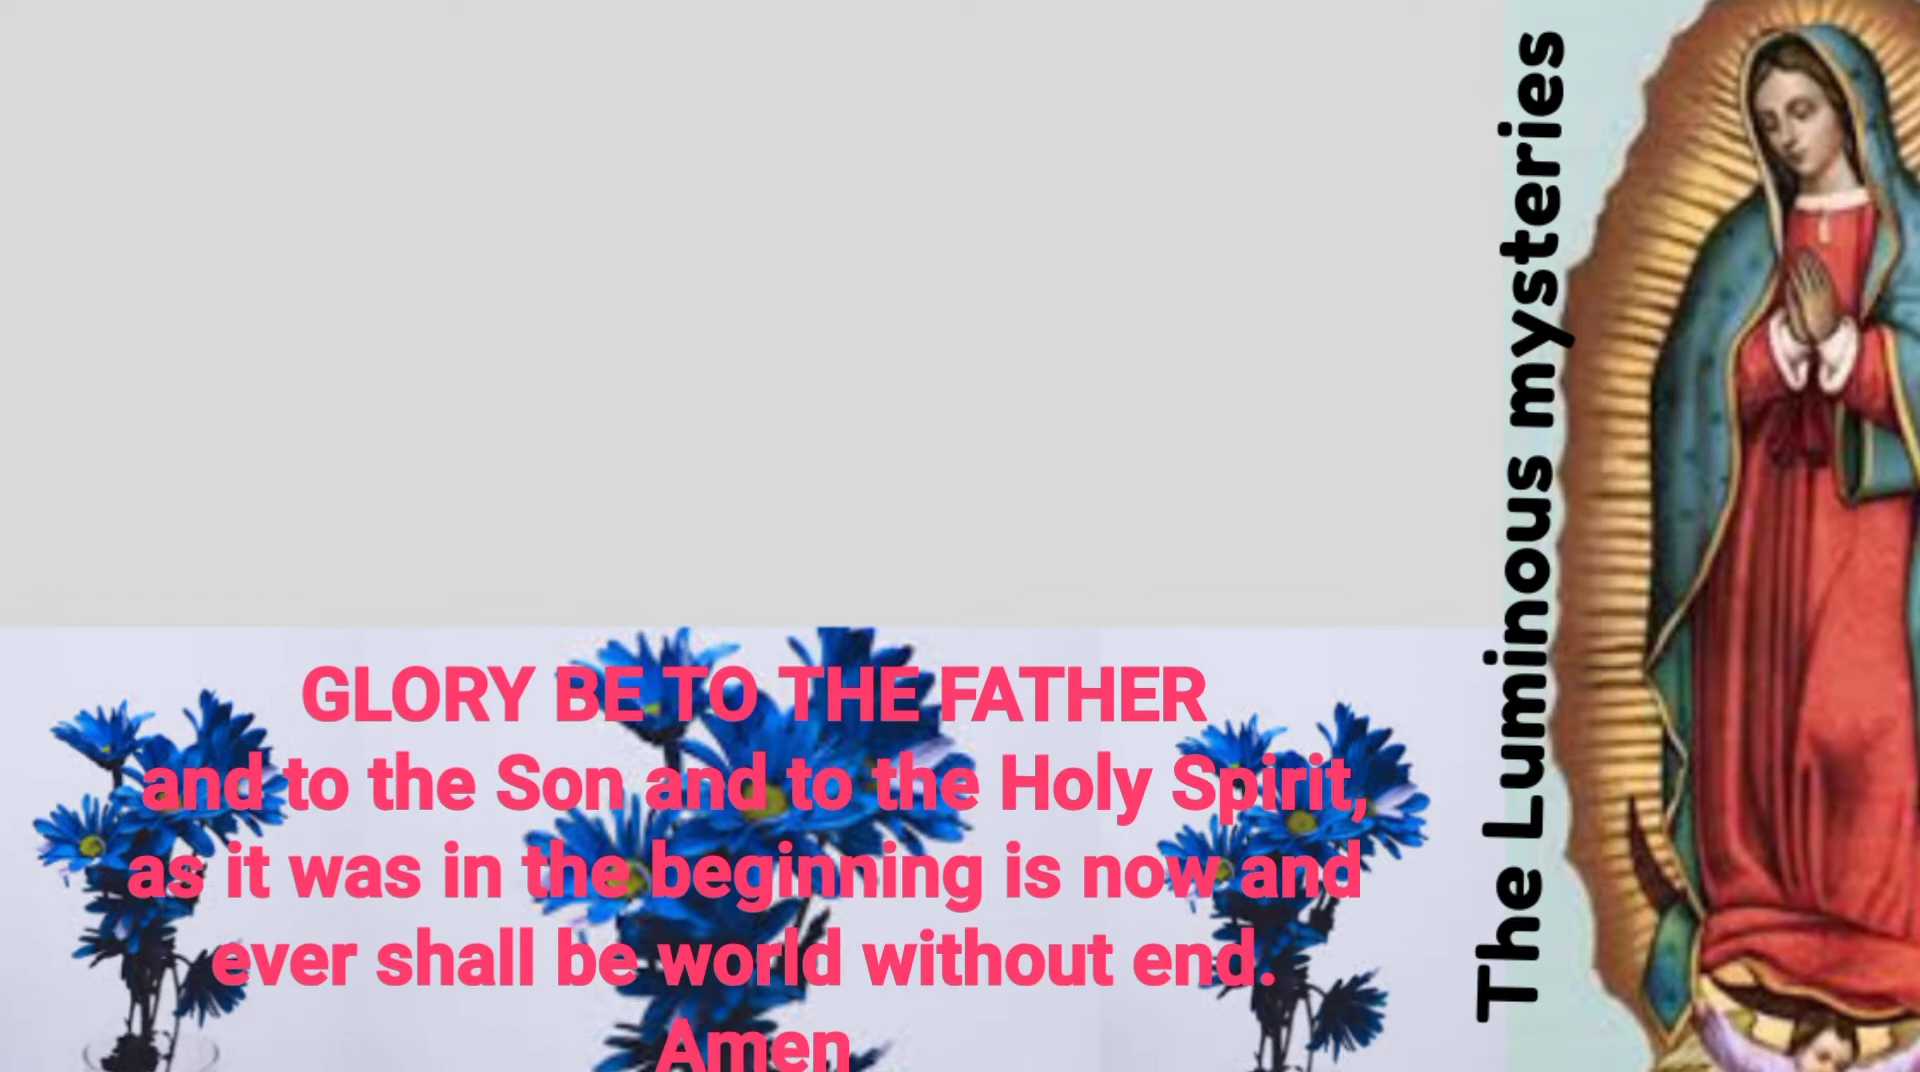 GLORY BE TO THE FATHER
and to the Son and to the Holy Spirit,
as it was in the beginning is now and
ever shall be world without end.
Amen
The Luminous mysteries